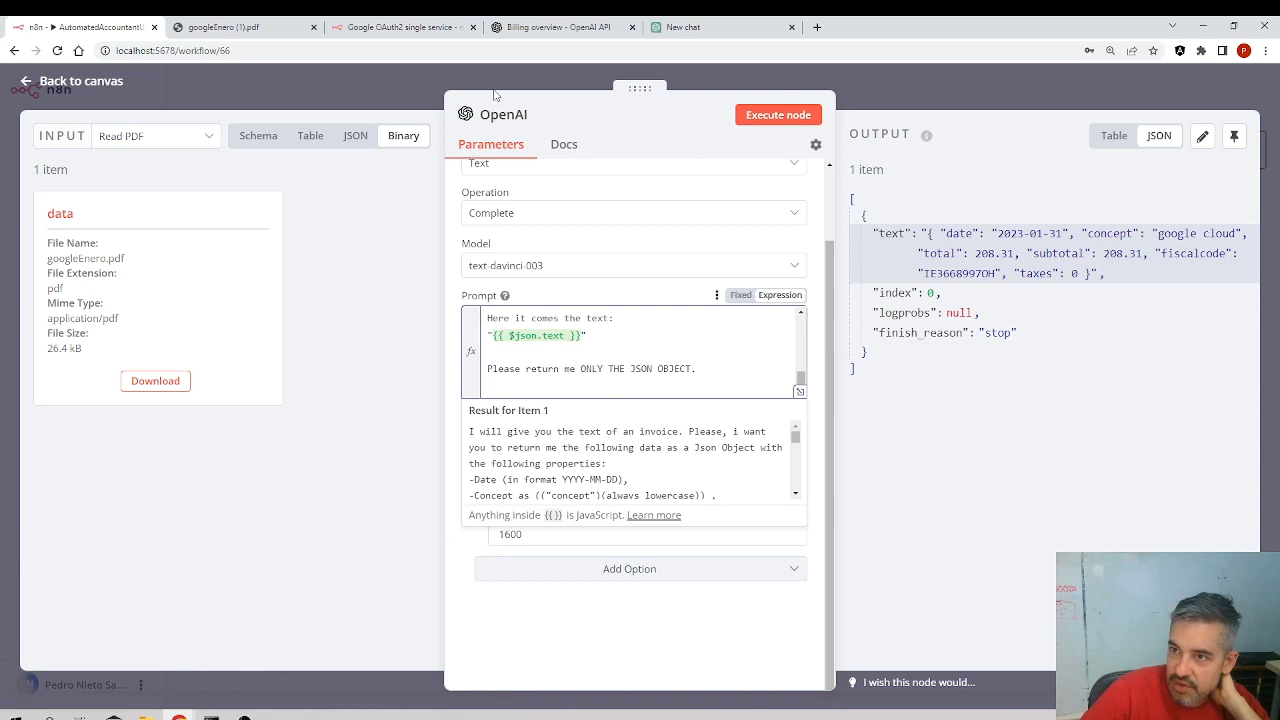 n8n - ▶ AutomatedAccountantU
googleEnero (1).pdf
Google OAuth2 single service - 
Billing overview - OpenAI API
New chat
localhost:5678/workflow/66
Back to canvas
n8n
OpenAI
Execute node
INPUT
Read PDF
Schema
Table
JSON
Binary
OUTPUT
Table
JSON
Parameters
Docs
1 item
1 item
Text
data
File Name:
googleEnero.pdf
File Extension:
pdf
Mime Type:
application/pdf
File Size:
26.4 kB
Download
Operation
Complete
Model
text-davinci-003
Prompt
Fixed
Expression
Here it comes the text:
"{{ $json.text }}"
fx
Please return me ONLY THE JSON OBJECT.
Result for Item 1
I will give you the text of an invoice. Please, i want
you to return me the following data as a Json Object with
the following properties:
-Date (in format YYYY-MM-DD),
-Concept as (("concept")(always lowercase)) ,
Anything inside {{}} is JavaScript. Learn more
1600
Add Option
[
{
"text": "{ "date": "2023-01-31", "concept": "google cloud",
"total": 208.31, "subtotal": 208.31, "fiscalcode":
"IE3668997OH", "taxes": 0 }",
"index": 0,
"logprobs": null,
"finish_reason": "stop"
}
]
PN
Pedro Nieto Sa...
I wish this node would...